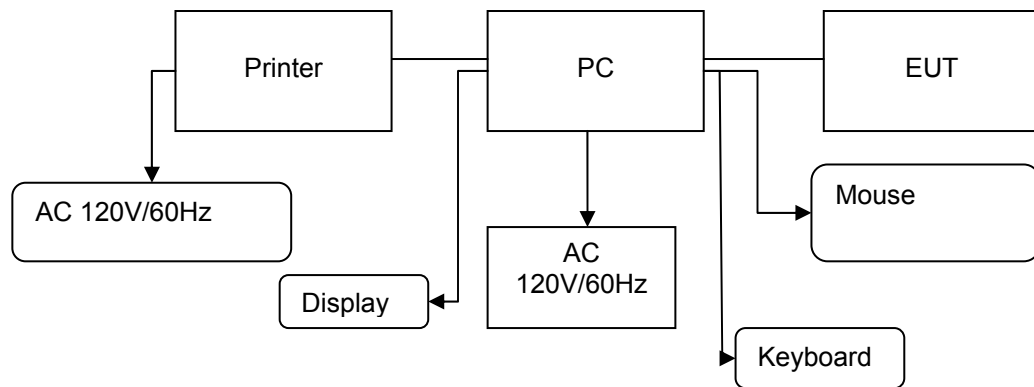 Printer
PC
EUT
AC 120V/60Hz
Mouse
AC
120V/60Hz
Display
Keyboard